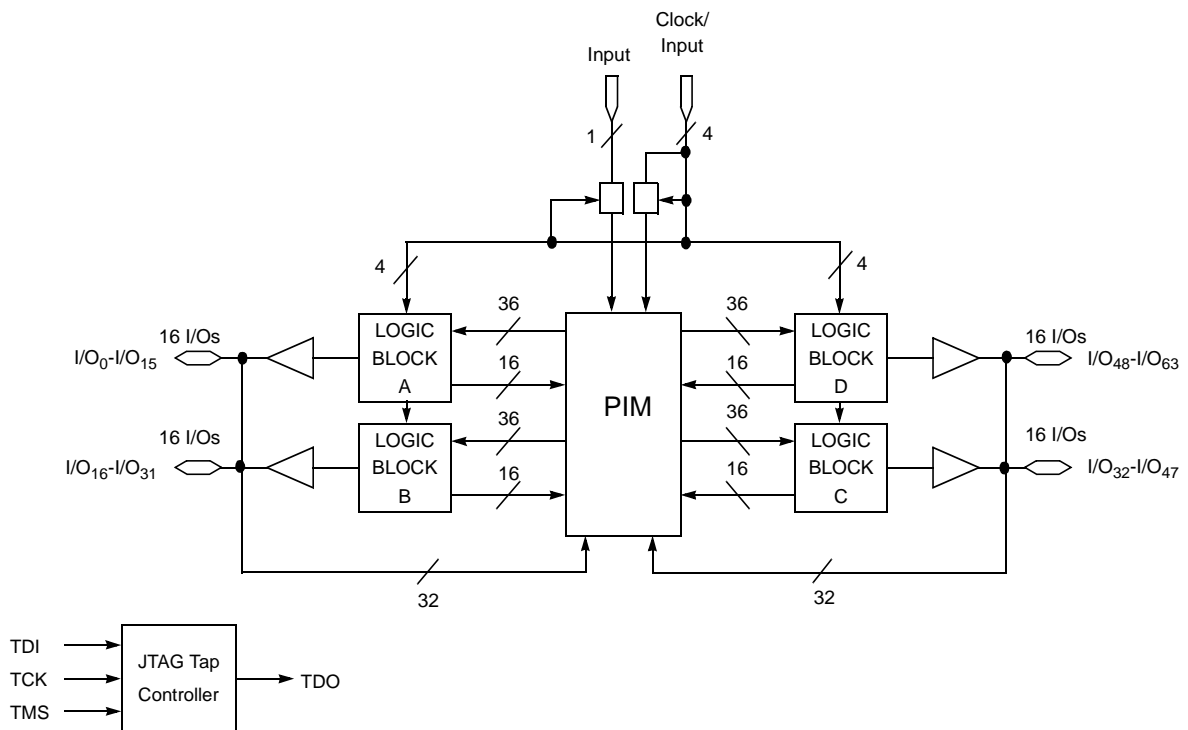 Clock/
Input
Input
1
4
4
4
16 I/Os
I/O0-I/O15
LOGIC
BLOCK
A
36
16
PIM
36
16
LOGIC
BLOCK
D
16 I/Os
I/O48-I/O63
16 I/Os
I/O16-I/O31
LOGIC
BLOCK
B
36
16
36
16
LOGIC
BLOCK
C
16 I/Os
I/O32-I/O47
32
32
TDI
TCK
TMS
JTAG Tap
Controller
TDO